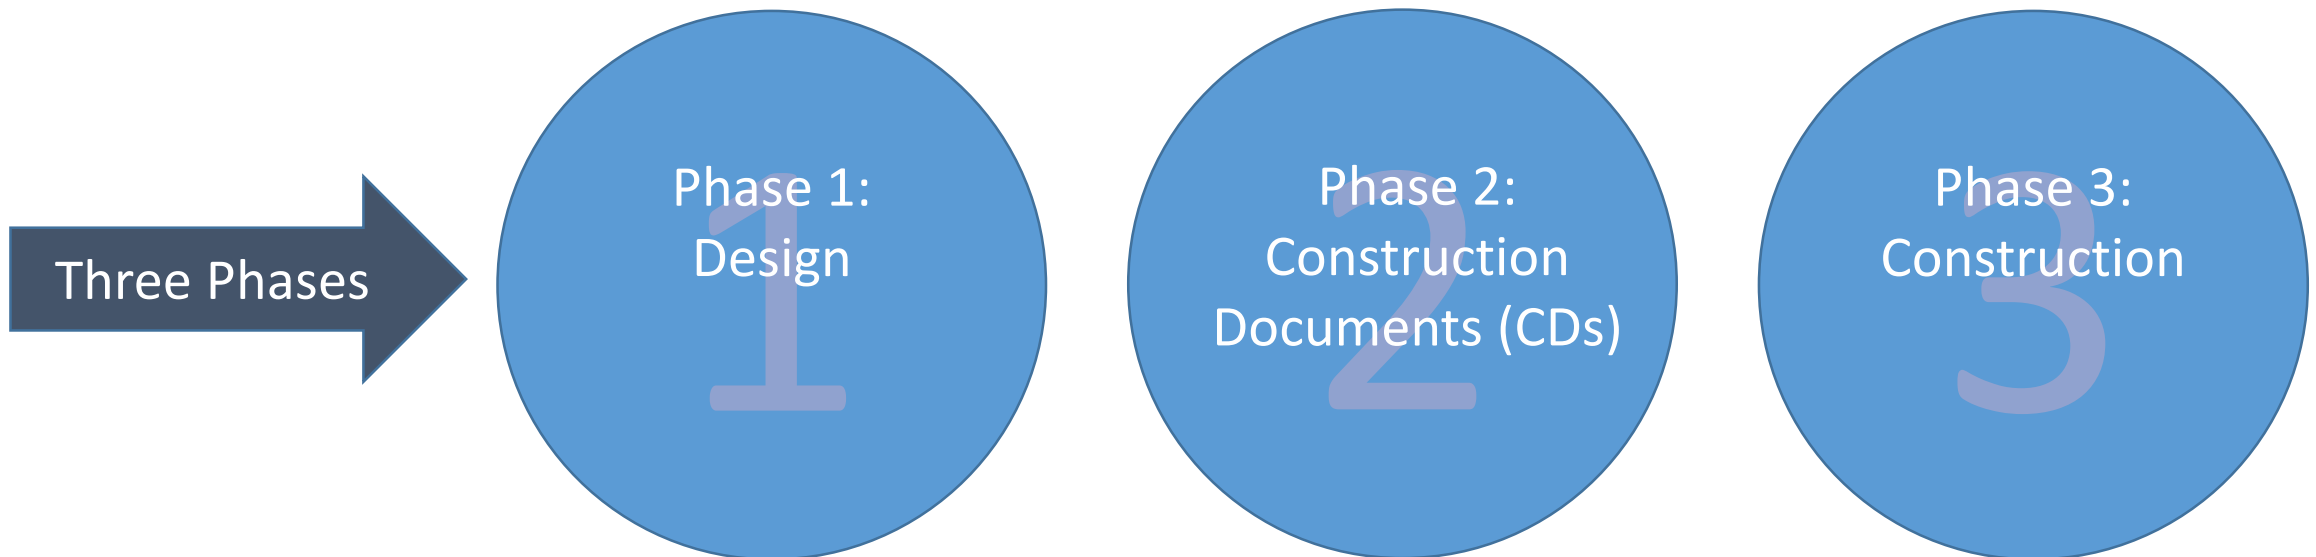 Three Phases
1
Phase 1:
Design
2
Phase 2:
Construction
Documents (CDs)
3
Phase 3:
Construction